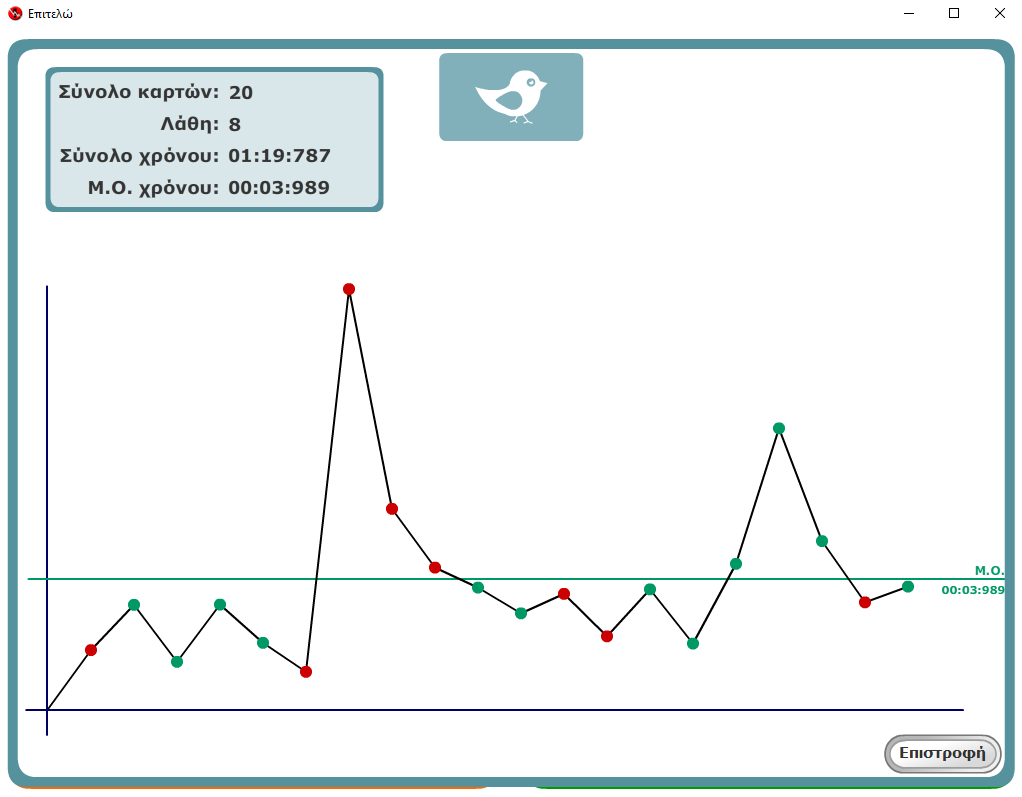 Επιτελώ
Σύνολο καρτών: 20
Λάθη: 8
Σύνολο χρόνου: 01:19:787
Μ.Ο. χρόνου: 00:03:989
Μ.Ο.
00:03:989
Επιστροφή